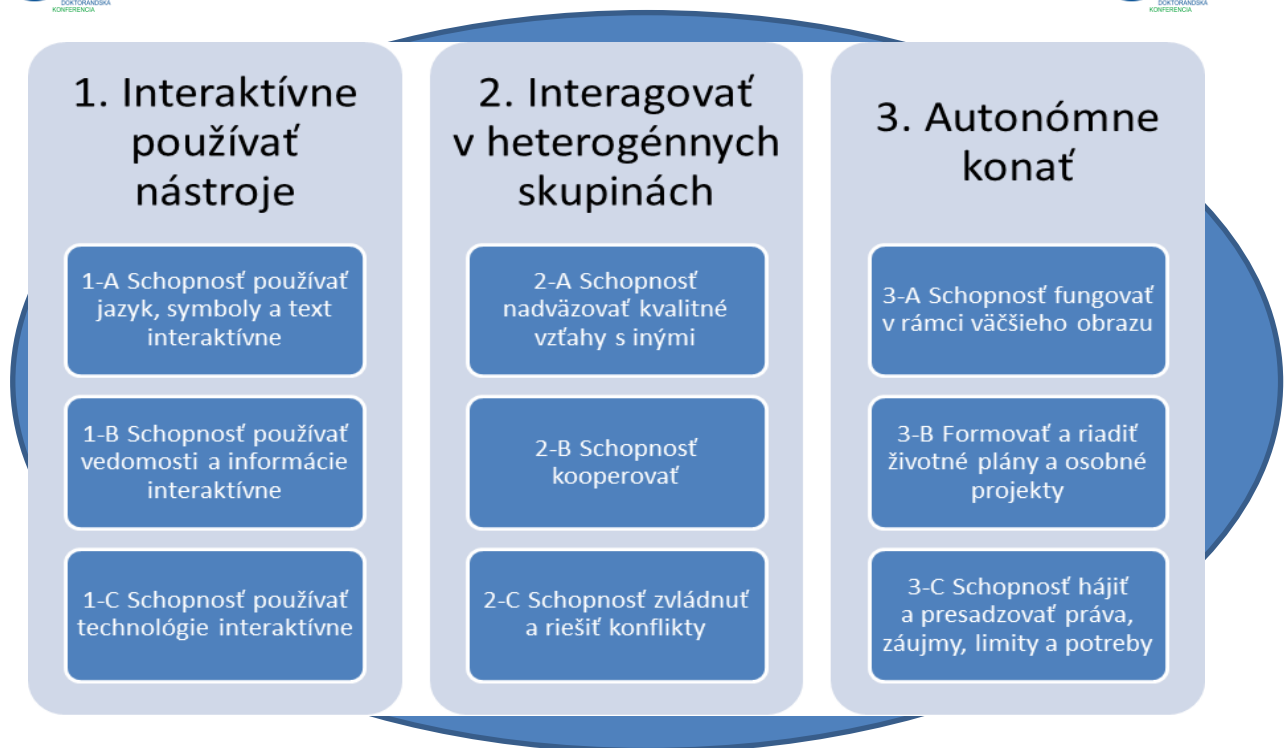 DOKTORANDSKÁ
KONFERENCIA
DOKTORANDSKÁ
KONFERENCIA
1. Interaktívne
používať
nástroje
1-A Schopnosť používať
jazyk, symboly a text
interaktívne
1-B Schopnosť používať
vedomosti a informácie
interaktívne
1-C Schopnosť používať
technológie interaktívne
2. Interagovať
v heterogénnych
skupinách
2-A Schopnosť
nadväzovať kvalitné
vzťahy s inými
2-B Schopnosť
kooperovať
2-C Schopnosť zvládnuť
a riešiť konflikty
3. Autonómne
konať
3-A Schopnosť fungovať
v rámci väčšieho obrazu
3-B Formovať a riadiť
životné plány a osobné
projekty
3-C Schopnosť hájiť
a presadzovať práva,
záujmy, limity a potreby